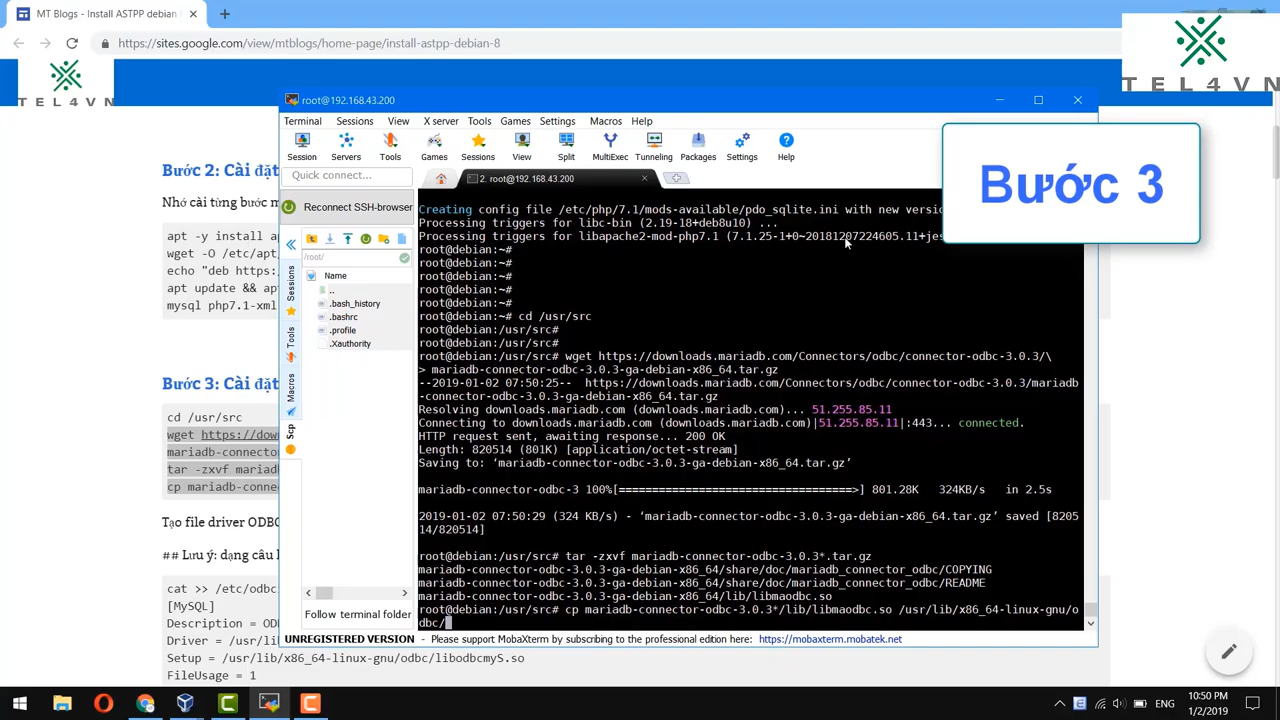 MT Blogs - Install ASTPP debian
https://sites.google.com/view/mtblogs/home-page/install-astpp-debian-8
TEL4VN
TEL4VN
root@192.168.43.200
Terminal Sessions View X server Tools Games Settings Macros Help
Session Servers Tools Games Sessions View Split MultiExec Tunneling Packages Settings Help
Quick connect...
2. root@192.168.43.200
Reconnect SSH-browser
/root/
Name
..
.bash_history
.bashrc
.profile
.Xauthority
Sessions
Tools
Macros
Scp
Follow terminal folder
Bước 3
Creating config file /etc/php/7.1/mods-available/pdo_sqlite.ini with new versio
Processing triggers for libc-bin (2.19-18+deb8u10) ...
Processing triggers for libapache2-mod-php7.1 (7.1.25-1+0~20181207224605.11+jes
root@debian:~#
root@debian:~#
root@debian:~#
root@debian:~#
root@debian:~#
root@debian:~# cd /usr/src
root@debian:/usr/src#
root@debian:/usr/src#
root@debian:/usr/src# wget https://downloads.mariadb.com/Connectors/odbc/connector-odbc-3.0.3/\
> mariadb-connector-odbc-3.0.3-ga-debian-x86_64.tar.gz
--2019-01-02 07:50:25-- https://downloads.mariadb.com/Connectors/odbc/connector-odbc-3.0.3/mariadb
-connector-odbc-3.0.3-ga-debian-x86_64.tar.gz
Resolving downloads.mariadb.com (downloads.mariadb.com)... 51.255.85.11
Connecting to downloads.mariadb.com (downloads.mariadb.com)|51.255.85.11|:443... connected.
HTTP request sent, awaiting response... 200 OK
Length: 820514 (801K) [application/octet-stream]
Saving to: ‘mariadb-connector-odbc-3.0.3-ga-debian-x86_64.tar.gz’
mariadb-connector-odbc-3 100%[===================================>] 801.28K 324KB/s in 2.5s
2019-01-02 07:50:29 (324 KB/s) - ‘mariadb-connector-odbc-3.0.3-ga-debian-x86_64.tar.gz’ saved [820
514/820514]
root@debian:/usr/src# tar -zxvf mariadb-connector-odbc-3.0.3*.tar.gz
mariadb-connector-odbc-3.0.3-ga-debian-x86_64/share/doc/mariadb_connector_odbc/COPYING
mariadb-connector-odbc-3.0.3-ga-debian-x86_64/share/doc/mariadb_connector_odbc/README
mariadb-connector-odbc-3.0.3-ga-debian-x86_64/lib/libmaodbc.so
root@debian:/usr/src# cp mariadb-connector-odbc-3.0.3*/lib/libmaodbc.so /usr/lib/x86_64-linux-gnu/o
dbc/
UNREGISTERED VERSION - Please support MobaXterm by subscribing to the professional edition here: https://mobaxterm.mobatek.net
Bước 2: Cài đặt
Nhớ cài từng bước m
apt -y install ap
wget -O /etc/apt/
echo "deb https:/
apt update && apt
mysql php7.1-xml
Bước 3: Cài đặt
cd /usr/src
wget https://down
mariadb-connecto
tar -zxvf mariadb
cp mariadb-conne
Tạo file driver ODBC
## Lưu ý: dạng câu l
cat >> /etc/odbc
[MySQL]
Description = ODB
Driver = /usr/lib
Setup = /usr/lib/x86_64-linux-gnu/odbc/libodbcmyS.so
FileUsage = 1
ENG
10:50 PM
1/2/2019